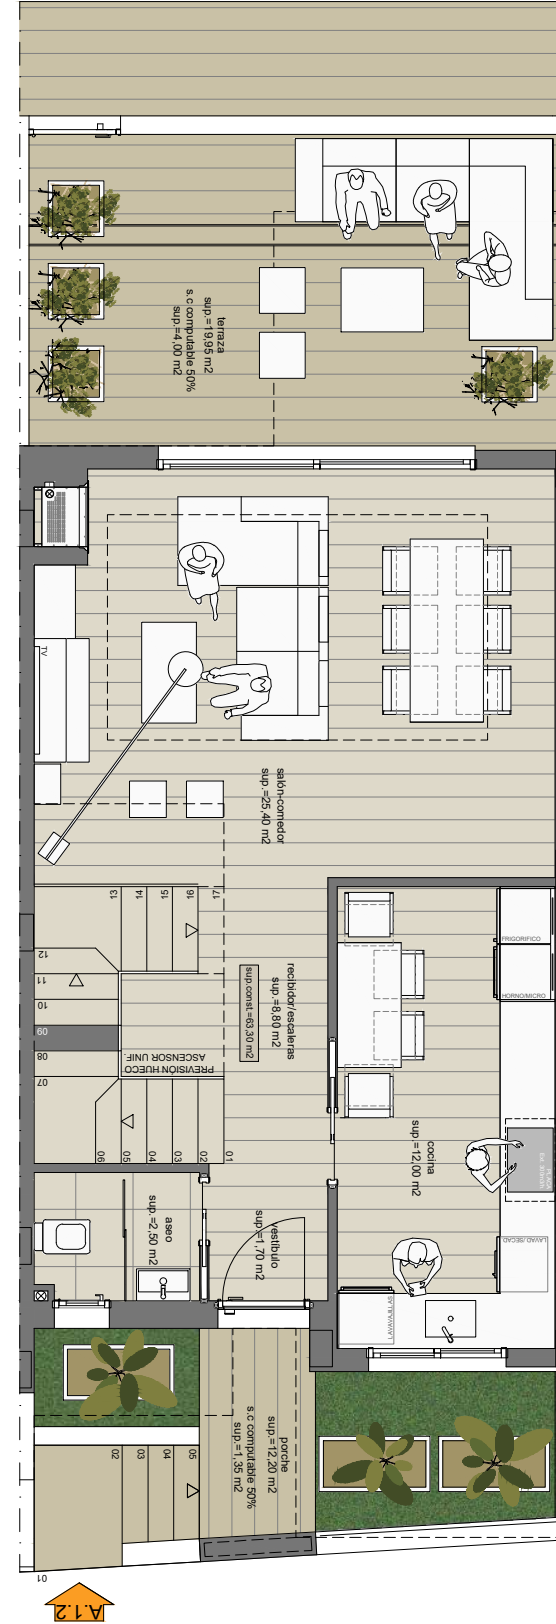 terraza
sup.=19,95 m2
s.c computable 50%
sup.=4,00 m2
TV
salón-comedor
sup.=25,40 m2
17
16
15
14
13
12
11
10
09
08
07
06
05
04
03
02
01
recibidor/escaleras
sup.=8,80 m2
sup.const.=63,30 m2
PREVISIÓN HUECO
ASCENSOR UNIF.
FRIGORIFICO
HORNO/MICRO
cocina
sup.=12,00 m2
PLACA
LAVAD./SECAD.
LAVAVAJILLAS
aseo
sup.=2,50 m2
vestíbulo
sup.=1,70 m2
porche
sup.=12,20 m2
s.c computable 50%
sup.=1,35 m2
05
04
03
02
01
A.1.2